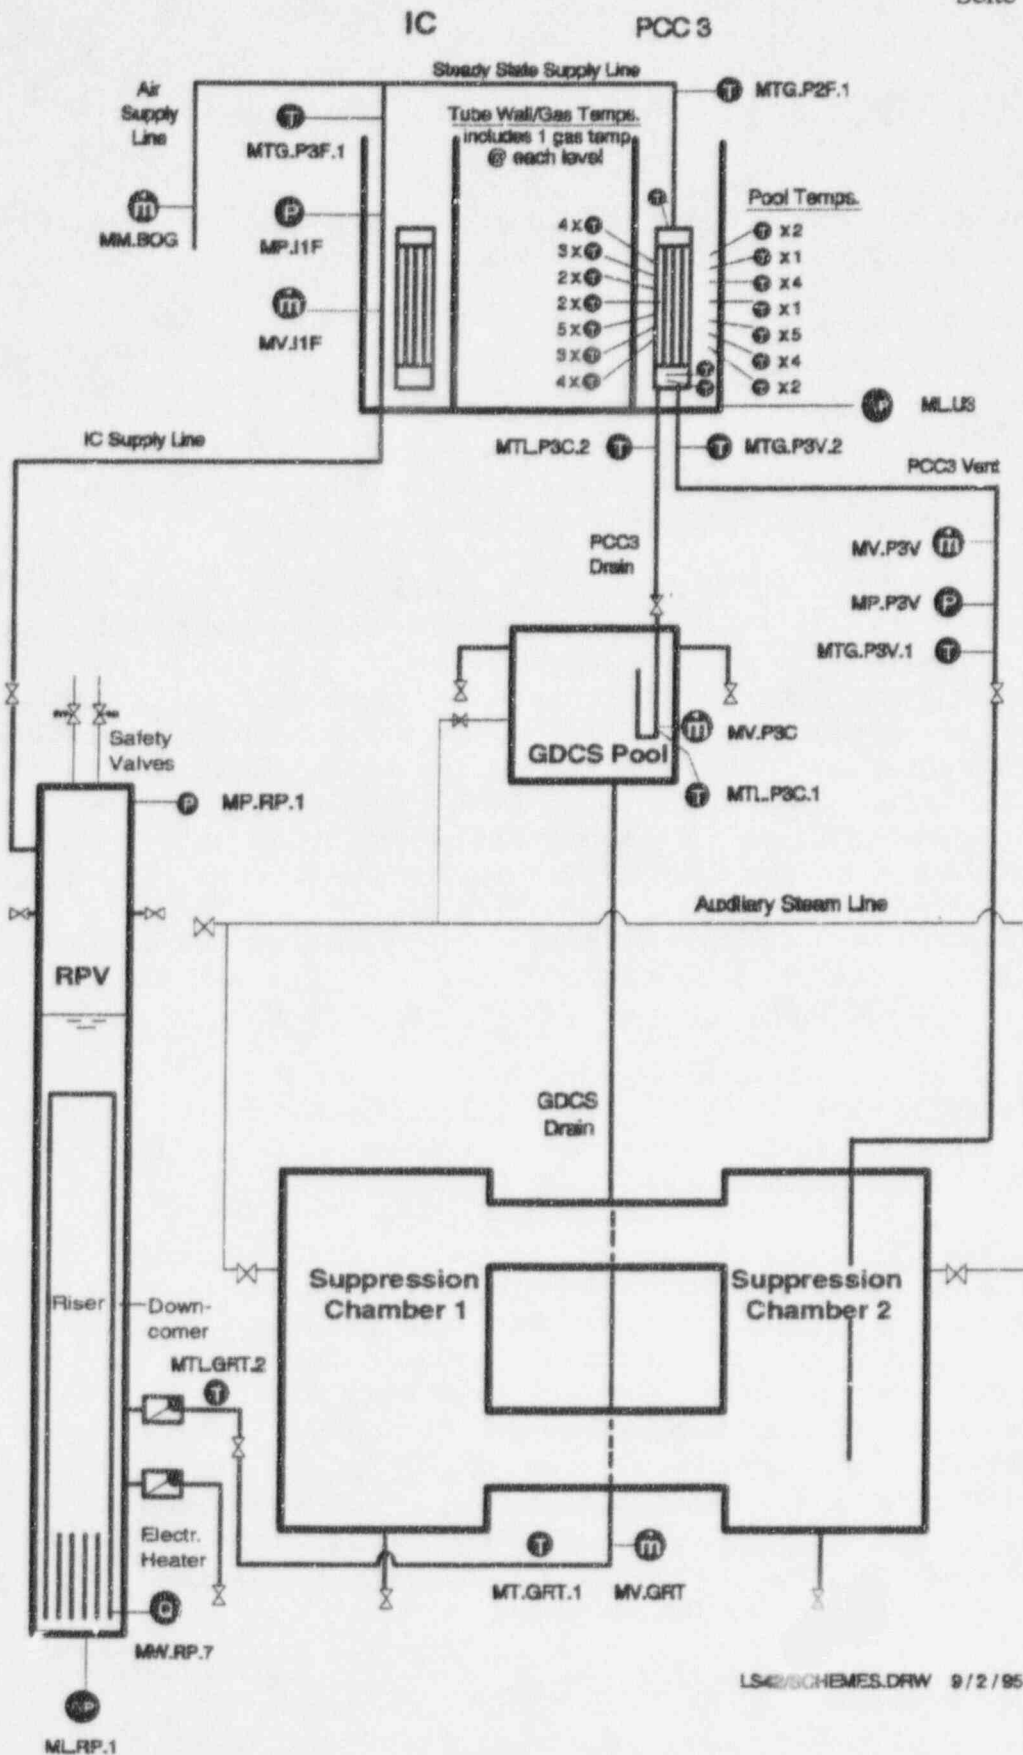 IC
PCC 3
Steady State Supply Line
Air
Supply
Line
MTG.P2F.1
MTG.P3F.1
Tube Wall/Gas Temps.
includes 1 gas temp
@ each level
Pool Temps.
MM.BOG
MP.I1F
MV.I1F
4 x T
3 x T
2 x T
2 x T
5 x T
3 x T
4 x T
T x2
T x1
T x4
T x1
T x5
T x4
T x2
ML.U3
IC Supply Line
MTL.P3C.2
MTG.P3V.2
PCC3 Vent
PCC3
Drain
MV.P3V
MP.P3V
MTG.P3V.1
Safety
Valves
GDCS Pool
MV.P3C
MTL.P3C.1
MP.RP.1
Auxiliary Steam Line
RPV
GDCS
Drain
Suppression
Chamber 1
Suppression
Chamber 2
Riser
Down-
comer
MTL.GRT.2
Electr.
Heater
MT.GRT.1
MV.GRT
MW.RP.7
ML.RP.1
LS42/SCHEMES.DRW 9/2/95